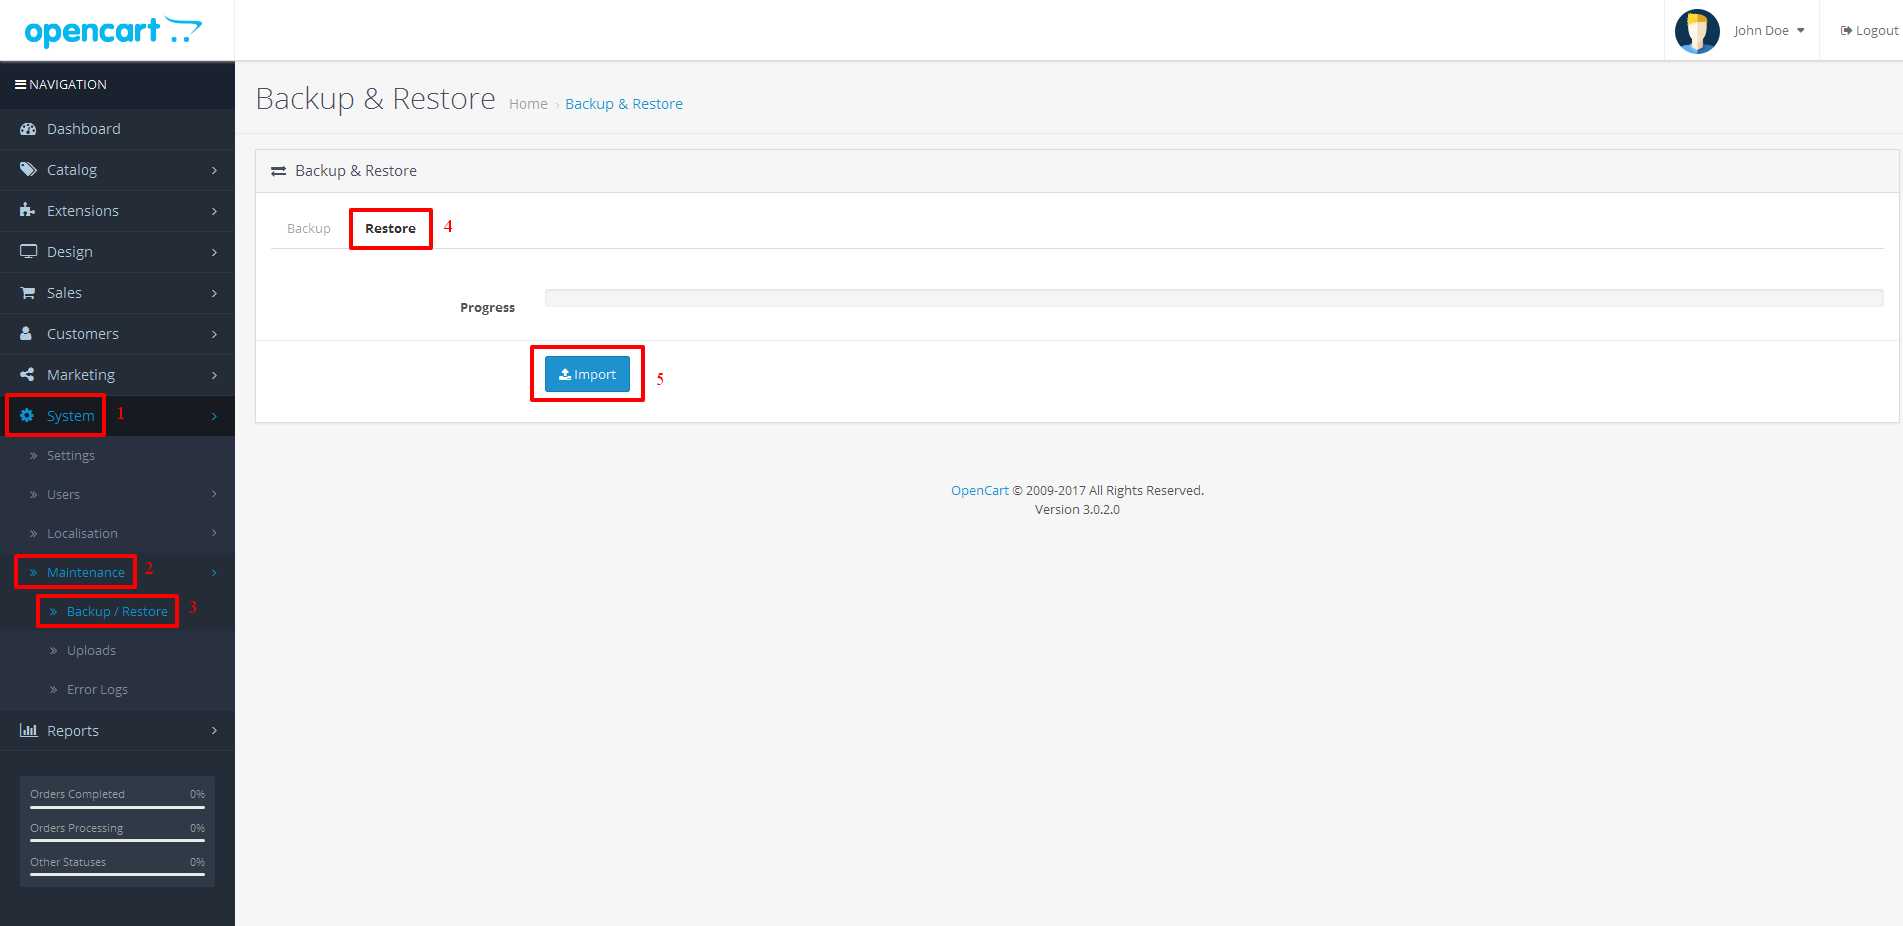 opencart
John Doe
Logout
NAVIGATION
Dashboard
Catalog
Extensions
Design
Sales
Customers
Marketing
System 1
Settings
Users
Localisation
Maintenance 2
Backup / Restore 3
Uploads
Error Logs
Reports
Orders Completed 0%
Orders Processing 0%
Other Statuses 0%
Backup & Restore Home › Backup & Restore
Backup & Restore
Backup Restore 4
Progress
Import 5
OpenCart © 2009-2017 All Rights Reserved.
Version 3.0.2.0